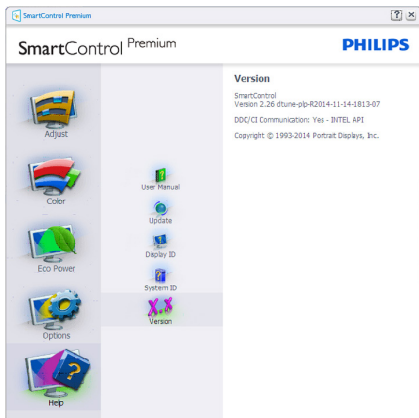 SmartControl Premium
SmartControl Premium
PHILIPS
Adjust
Color
Eco Power
Options
Help
User Manual
Update
Display ID
System ID
X.X
Version
Version
SmartControl
Version 2.26 dtune-plp-R2014-11-14-1813-07
DDC/CI Communication: Yes - INTEL API
Copyright © 1993-2014 Portrait Displays, Inc.